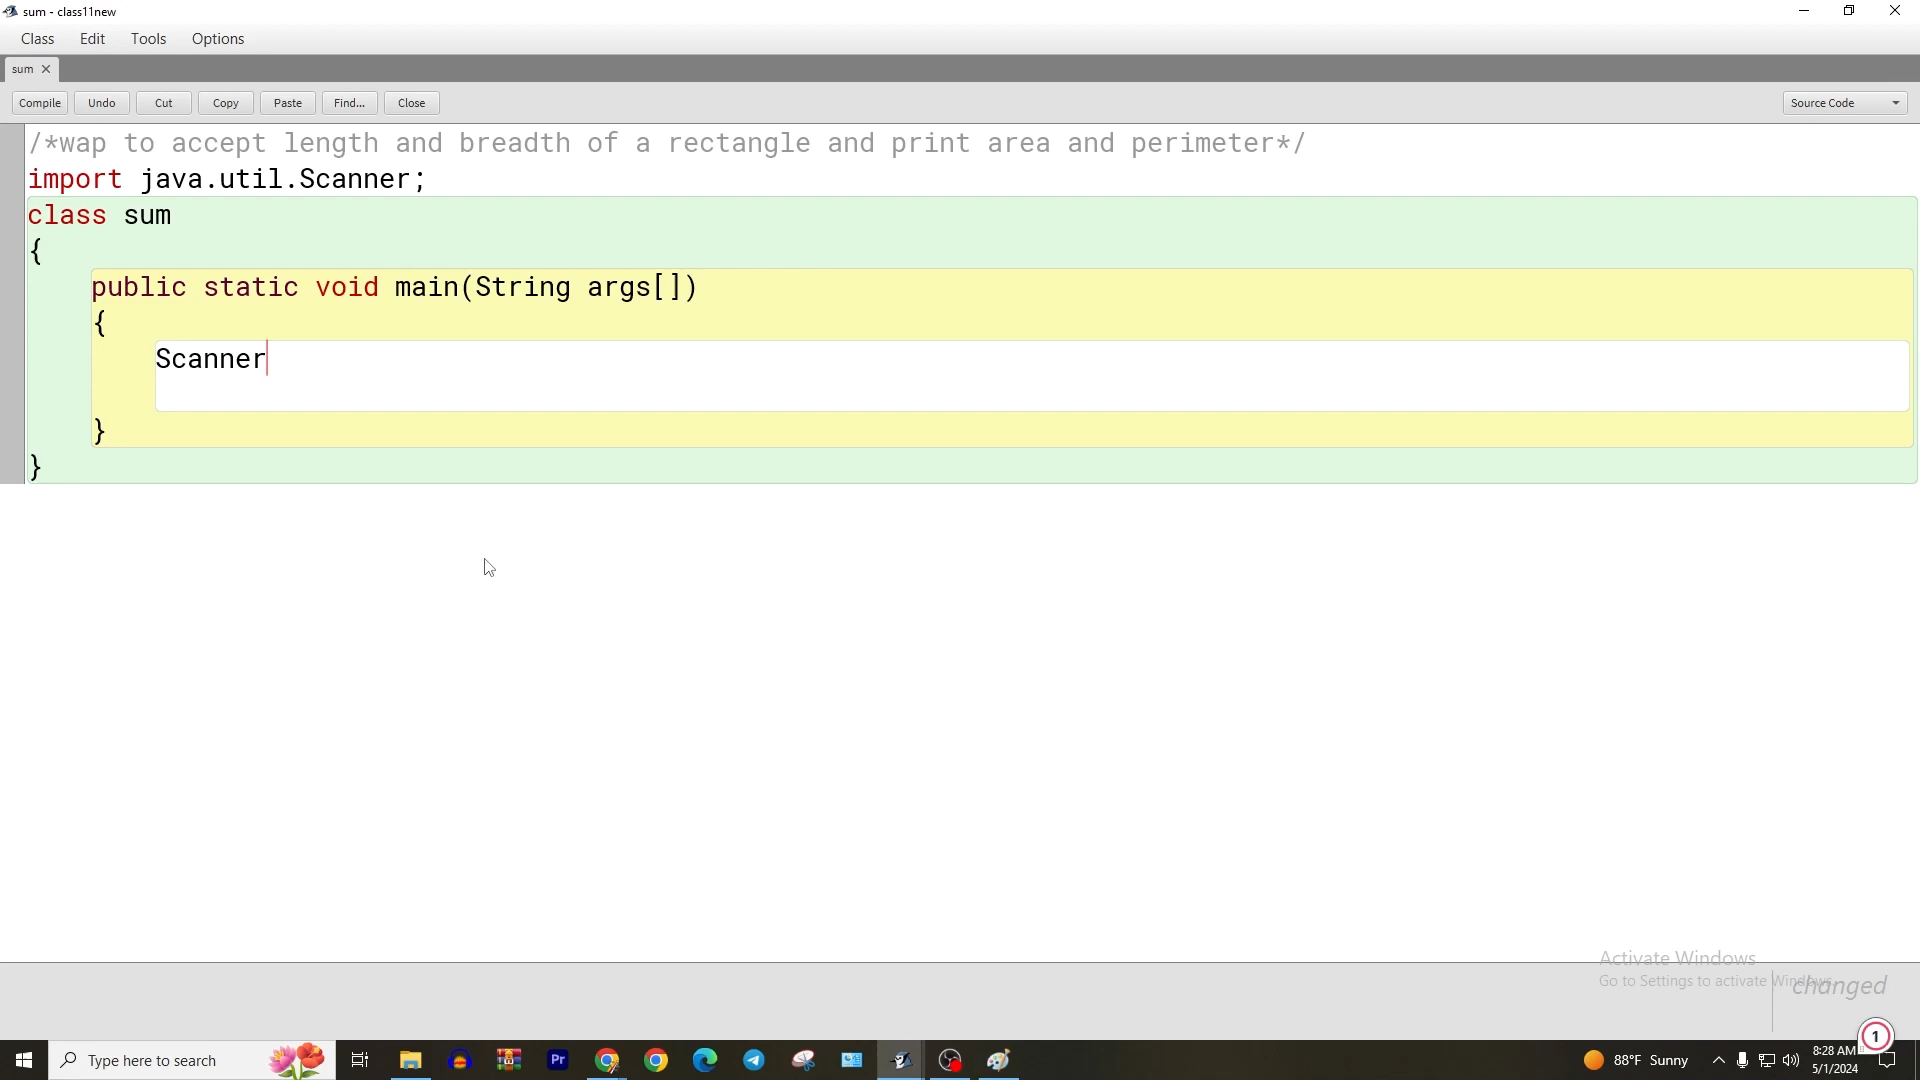 sum - class11new
Class Edit Tools Options
sum
Compile Undo Cut Copy Paste Find... Close Source Code
/*wap to accept length and breadth of a rectangle and print area and perimeter*/
import java.util.Scanner;
class sum
{
public static void main(String args[])
{
Scanner
}
}
Activate Windows
Go to Settings to activate Windows.
changed
1
Type here to search
Pr
88°F Sunny
8:28 AM
5/1/2024